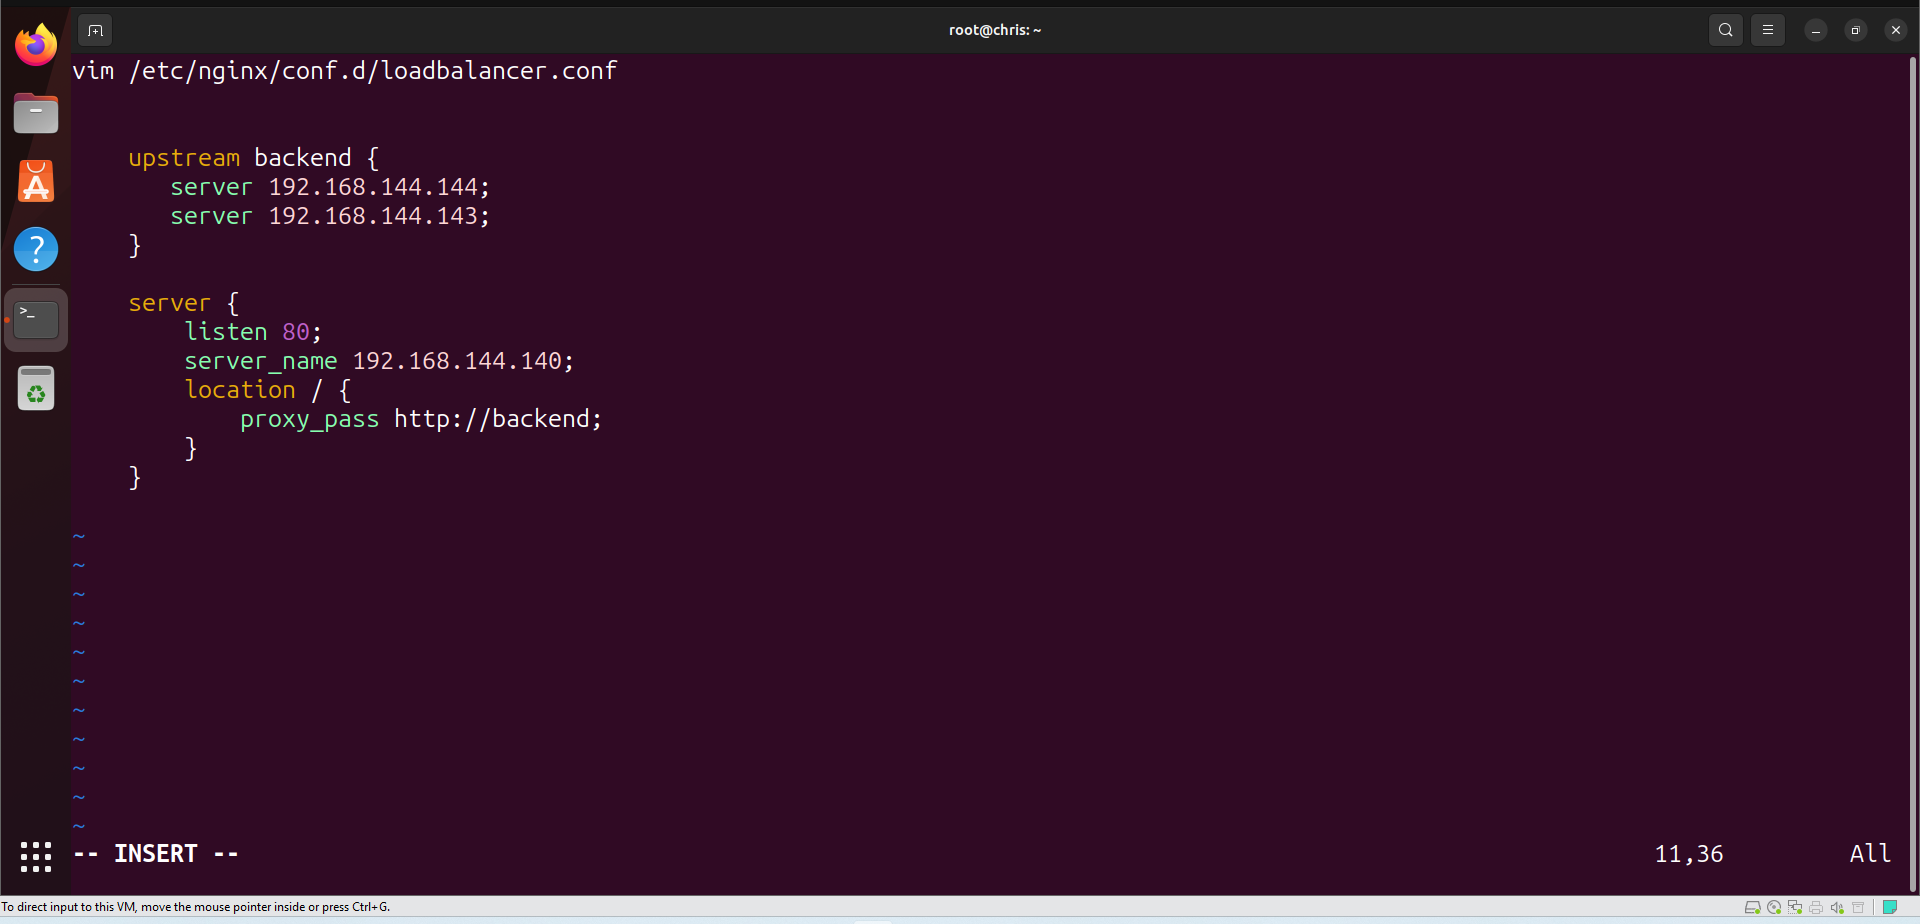 root@chris: ~
vim /etc/nginx/conf.d/loadbalancer.conf
upstream backend {
server 192.168.144.144;
server 192.168.144.143;
}
server {
listen 80;
server_name 192.168.144.140;
location / {
proxy_pass http://backend;
}
}
~
~
~
~
~
~
~
~
~
~
~
-- INSERT -- 11,36 All
To direct input to this VM, move the mouse pointer inside or press Ctrl+G.